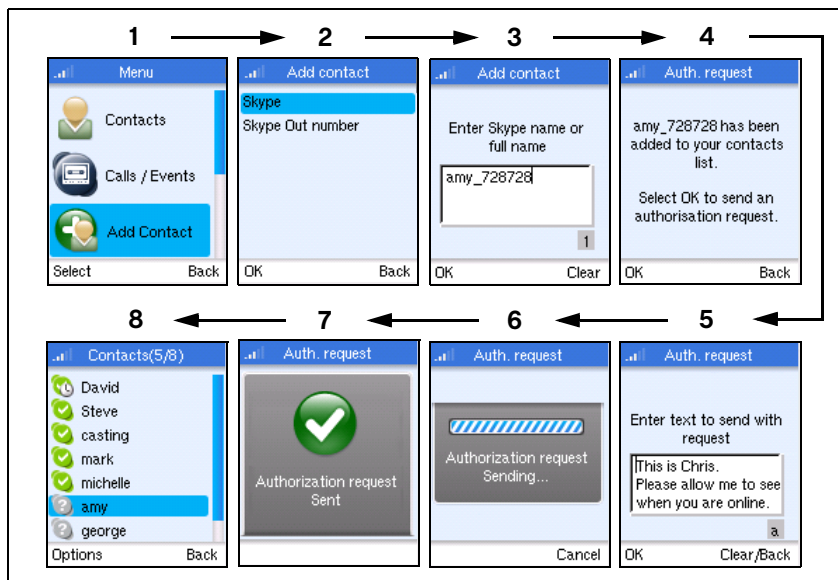 1
2
3
4
Menu
Contacts
Calls / Events
Add Contact
Select Back
Add contact
Skype
Skype Out number
OK Back
Add contact
Enter Skype name or
full name
amy_728728
1
OK Clear
Auth. request
amy_728728 has been
added to your contacts
list.
Select OK to send an
authorisation request.
OK Back
5
Auth. request
Enter text to send with
request
This is Chris.
Please allow me to see
when you are online.
a
OK Clear/Back
6
Auth. request
Authorization request
Sending...
Cancel
7
Auth. request
Authorization request
Sent
8
Contacts(5/8)
David
Steve
casting
mark
michelle
amy
george
Options Back